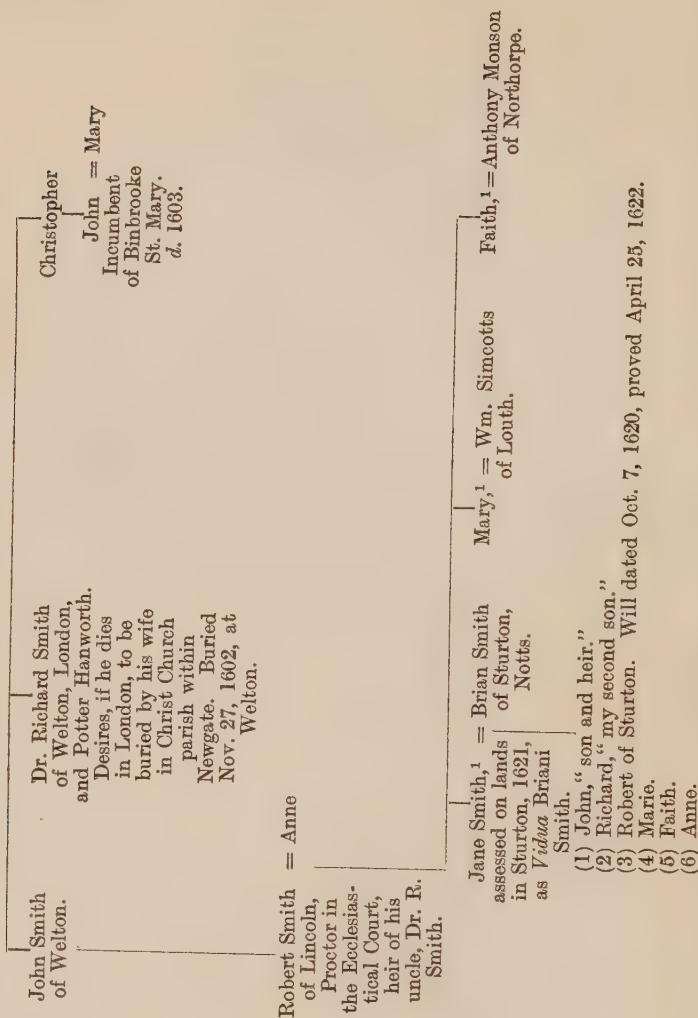 John Smith
of Welton.
Dr. Richard Smith
of Welton, London,
and Potter Hanworth.
Desires, if he dies
in London, to be
buried by his wife
in Christ Church
parish within
Newgate. Buried
Nov. 27, 1602, at
Welton.
Christopher
John = Mary
Incumbent
of Binbrooke
St. Mary.
d. 1603.
Robert Smith = Anne
of Lincoln,
Proctor in
the Ecclesias-
tical Court,
heir of his
uncle, Dr. R.
Smith.
Jane Smith,¹ = Brian Smith
assessed on lands of Sturton,
in Sturton, 1621, Notts.
as Vidua Briani
Smith.
Mary,¹ = Wm. Simcotts
of Louth.
Faith,¹ = Anthony Monson
of Northorpe.
(1) John, “son and heir.”
(2) Richard, “my second son.”
(3) Robert of Sturton. Will dated Oct. 7, 1620, proved April 25, 1622.
(4) Marie.
(5) Faith.
(6) Anne.